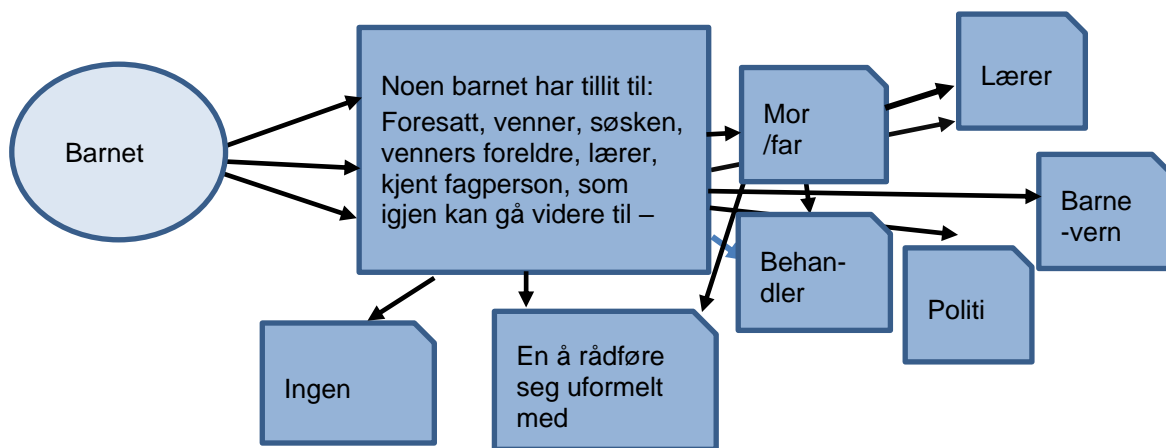 Barnet
Noen barnet har tillit til:
Foresatt, venner, søsken,
venners foreldre, lærer,
kjent fagperson, som
igjen kan gå videre til –
Mor
/far
Lærer
Barne
-vern
Behan-
dler
Politi
Ingen
En å rådføre
seg uformelt
med